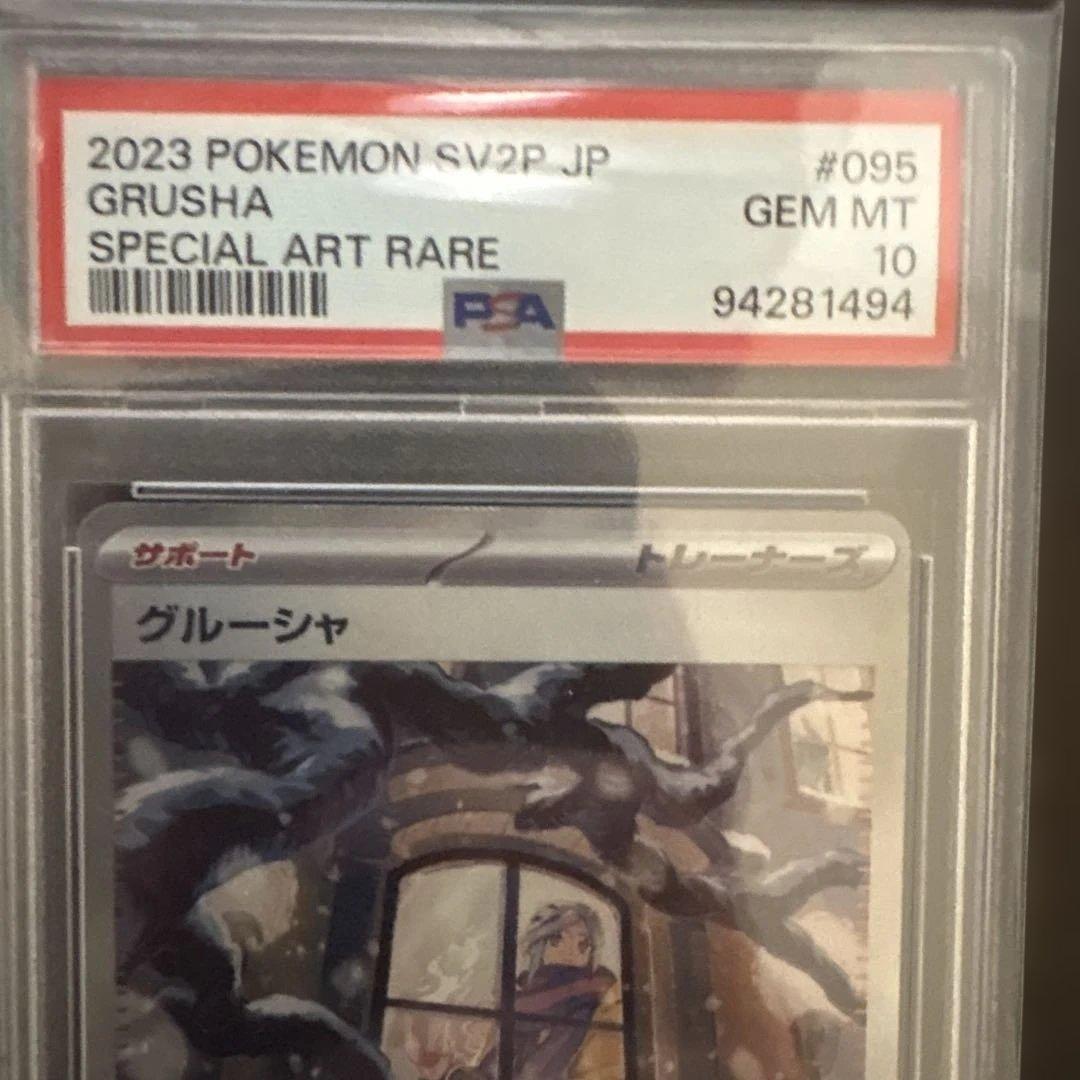 2023 POKEMON SV2P JP #095
GRUSHA GEM MT
SPECIAL ART RARE 10
PSA 94281494
サポート トレーナーズ
グルーシャ